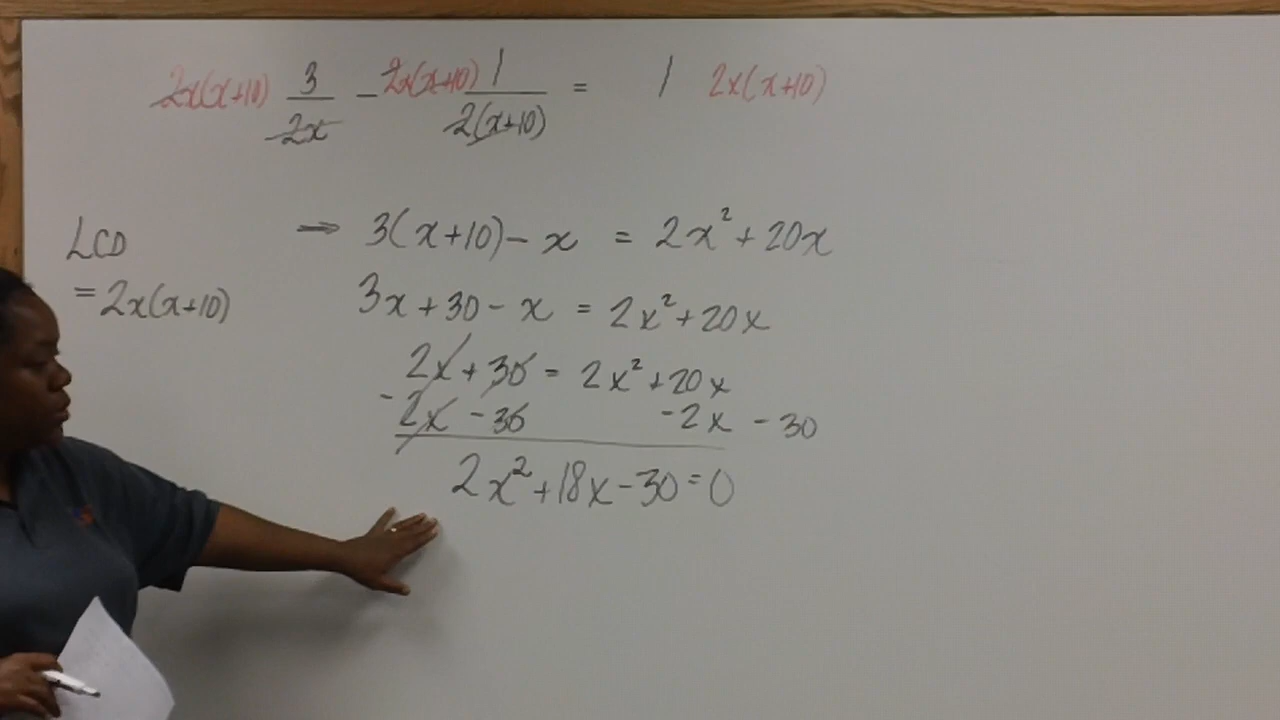 2x(x+10) 3/2x - 2x(x+10) 1/2(x+10) = 1 2x(x+10)
LCD
= 2x(x+10)
⇒ 3(x+10) - x = 2x² + 20x
3x + 30 - x = 2x² + 20x
2x + 30 = 2x² + 20x
- 2x - 30 - 2x - 30
2x² + 18x - 30 = 0